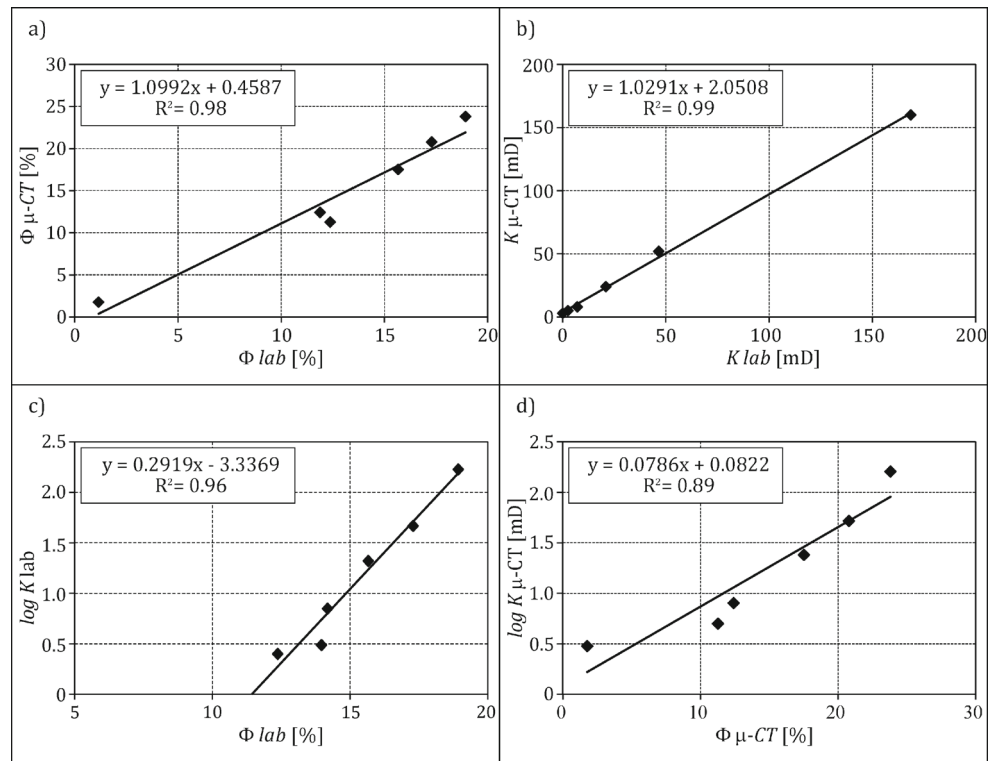 a)
y = 1.0992x + 0.4587
R²= 0.98
30
25
20
15
10
5
0
0 5 10 15 20
Φ μ-CT [%]
Φ lab [%]
b)
y = 1.0291x + 2.0508
R²= 0.99
200
150
100
50
0
0 50 100 150 200
K μ-CT [mD]
K lab [mD]
c)
y = 0.2919x - 3.3369
R²= 0.96
2.5
2.0
1.5
1.0
0.5
0
5 10 15 20
log K lab
Φ lab [%]
d)
y = 0.0786x + 0.0822
R²= 0.89
2.5
2.0
1.5
1.0
0.5
0.0
0 10 20 30
log K μ-CT [mD]
Φ μ-CT [%]